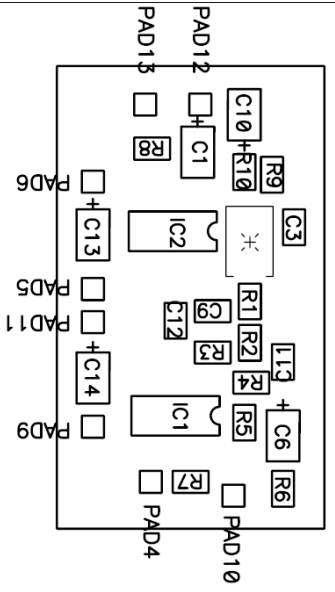 PAD13
PAD12
C10
R8
C1
R10
R9
PAD6
C13
IC2
C3
PAD5
R1
C9
C12
PAD11
R2
R3
C11
C14
R4
IC1
R5
C6
PAD9
R7
R6
PAD4
PAD10